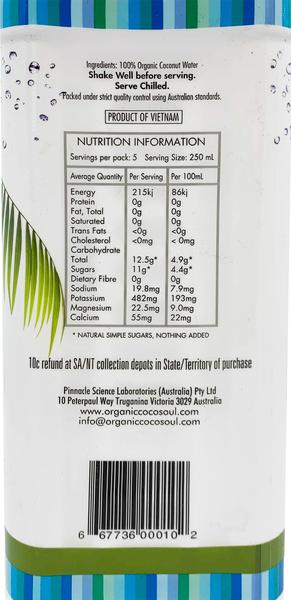 Ingredients: 100% Organic Coconut Water
Shake Well before serving.
Serve Chilled.
Packed under strict quality control using Australian standards.
PRODUCT OF VIETNAM
NUTRITION INFORMATION
Servings per pack: 5 Serving Size: 250 mL
Average Quantity Per Serving Per 100mL
Energy 215kj 86kj
Protein 0g 0g
Fat, Total 0g 0g
Saturated 0g 0g
Trans Fats <0g <0g
Cholesterol <0mg < 0mg
Carbohydrate
Total 12.5g* 4.9g*
Sugars 11g* 4.4g*
Dietary Fibre 0g 0g
Sodium 19.8mg 7.9mg
Potassium 482mg 193mg
Magnesium 22.5mg 9.0mg
Calcium 55mg 22mg
* NATURAL SIMPLE SUGARS, NOTHING ADDED
10c refund at SA/NT collection depots in State/Territory of purchase
Pinnacle Science Laboratories (Australia) Pty Ltd
10 Peterpaul Way Truganina Victoria 3029 Australia
www.organiccocosoul.com
info@organiccocosoul.com
6 67736 00010 2